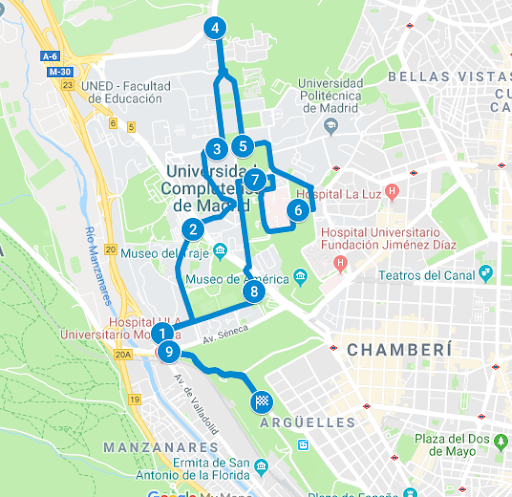 4
A-6
M-30
23
BELLAS VISTAS
CU
CA
UNED - Facultad
de Educación
Universidad
Politécnica
de Madrid
6
5
3
5
Universidad
Complutense
de Madrid
7
Hospital La Luz
6
2
Río Manzanares
Museo del Traje
Hospital Universitario
Fundación Jiménez Díaz
Museo de América
Teatros del Canal
8
Hospital HLA
Universitario Moncloa
1
Av. Séneca
20A
9
CHAMBERÍ
Av. de Valladolid
19
ARGÜELLES
MANZANARES
Plaza del Dos
de Mayo
Ermita de San
Antonio de la Florida
Google My Maps
Plaza de España